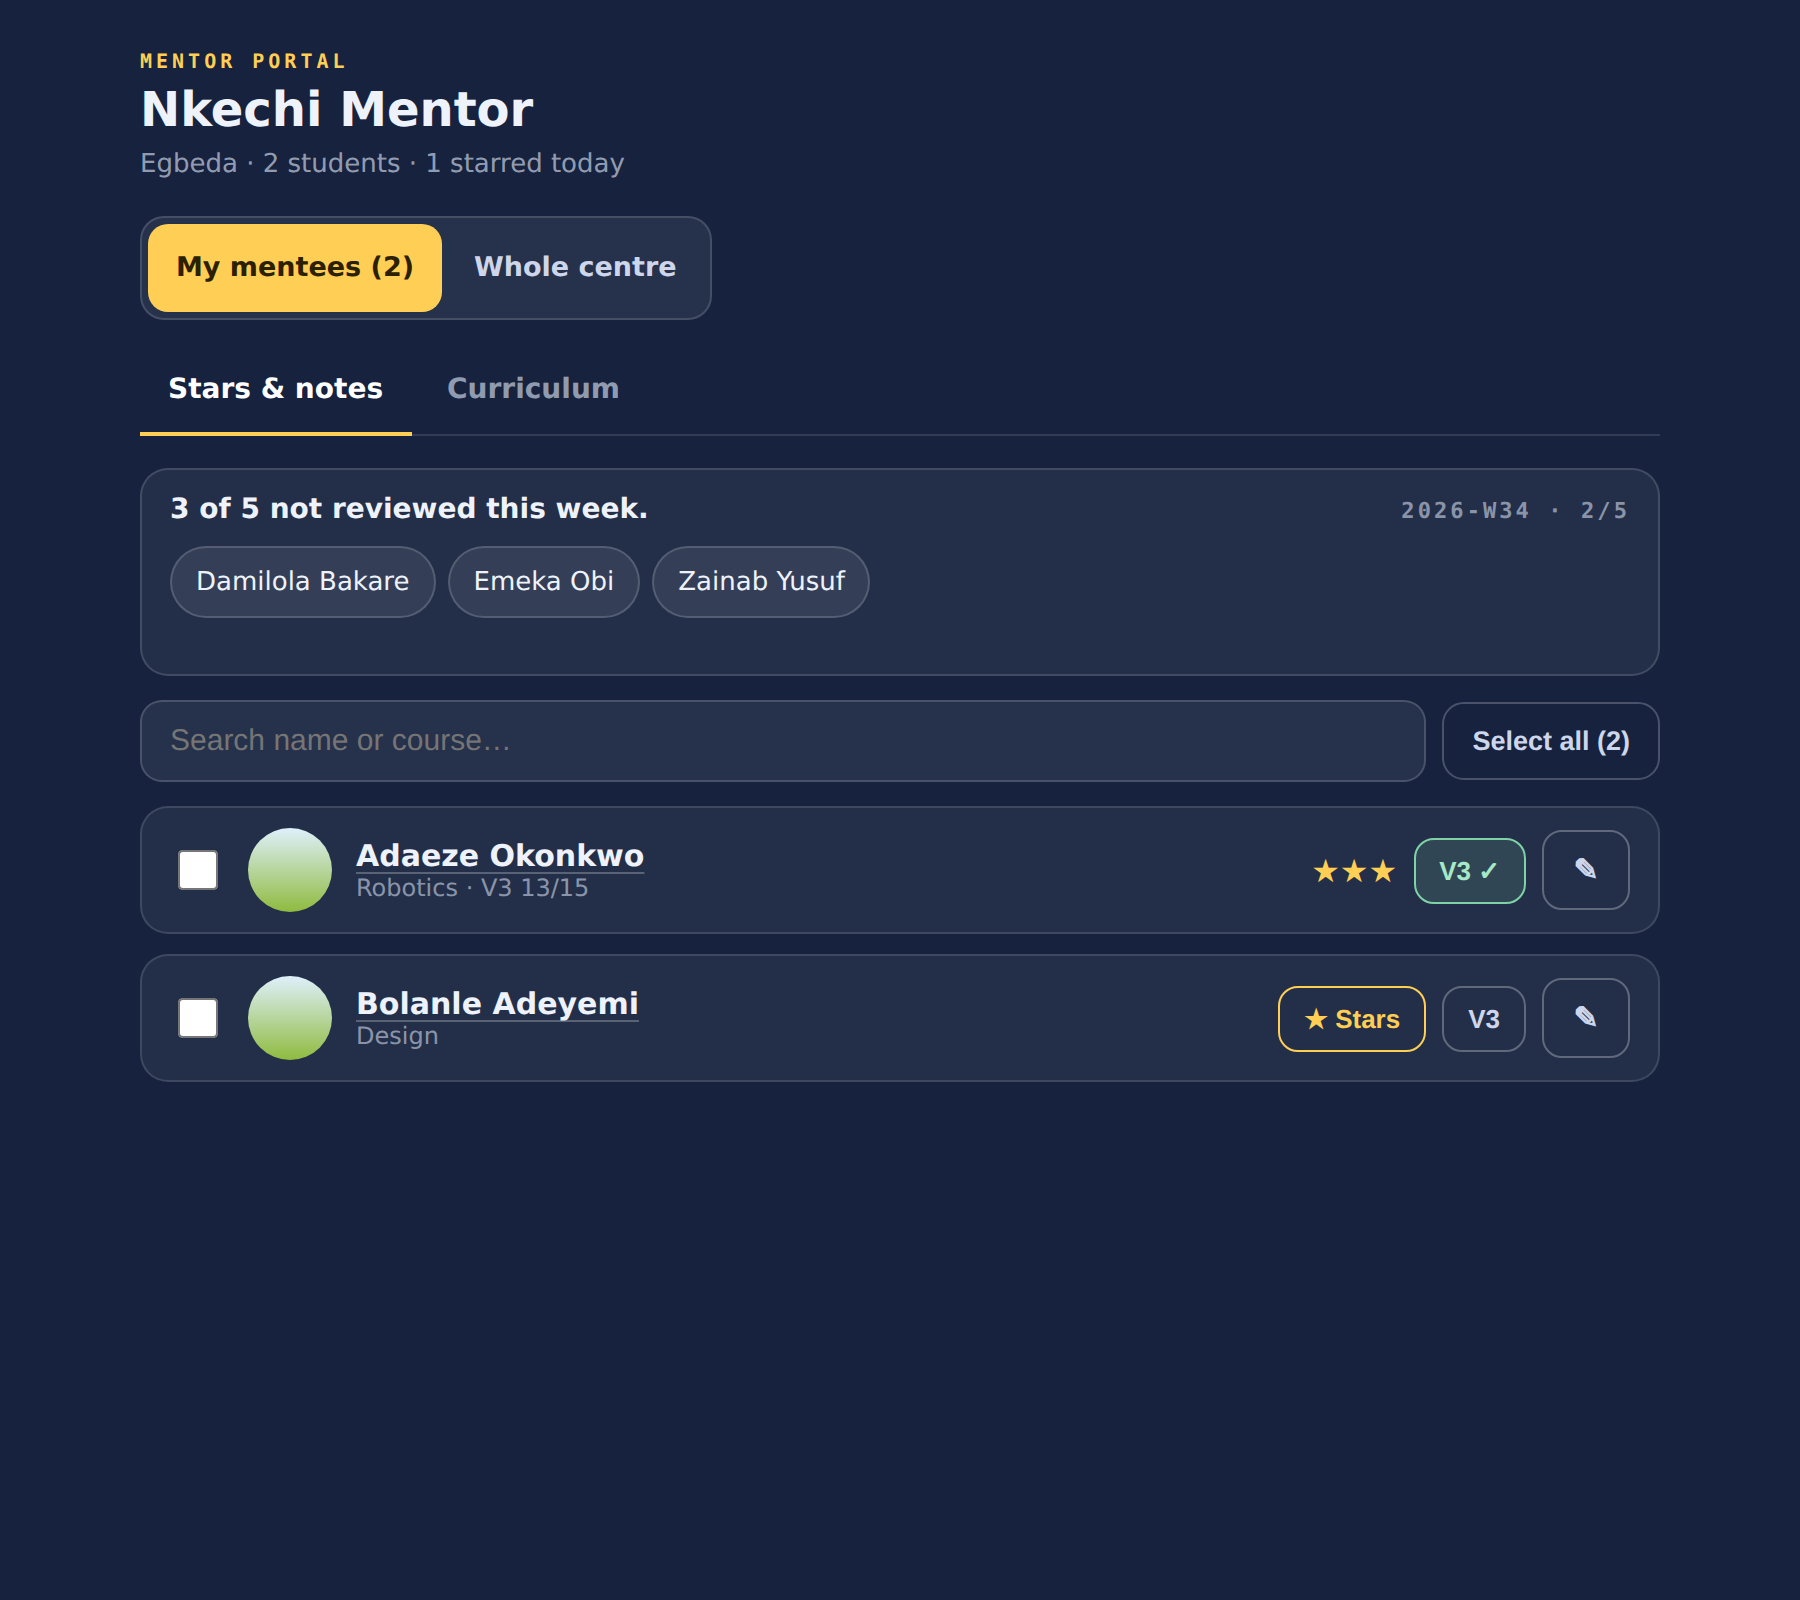 MENTOR PORTAL
Nkechi Mentor
Egbeda · 2 students · 1 starred today
My mentees (2) Whole centre
Stars & notes Curriculum
3 of 5 not reviewed this week. 2026-W34 · 2/5
Damilola Bakare Emeka Obi Zainab Yusuf
Search name or course… Select all (2)
Adaeze Okonkwo
Robotics · V3 13/15
★★★ V3 ✓ ✎
Bolanle Adeyemi
Design
★ Stars V3 ✎